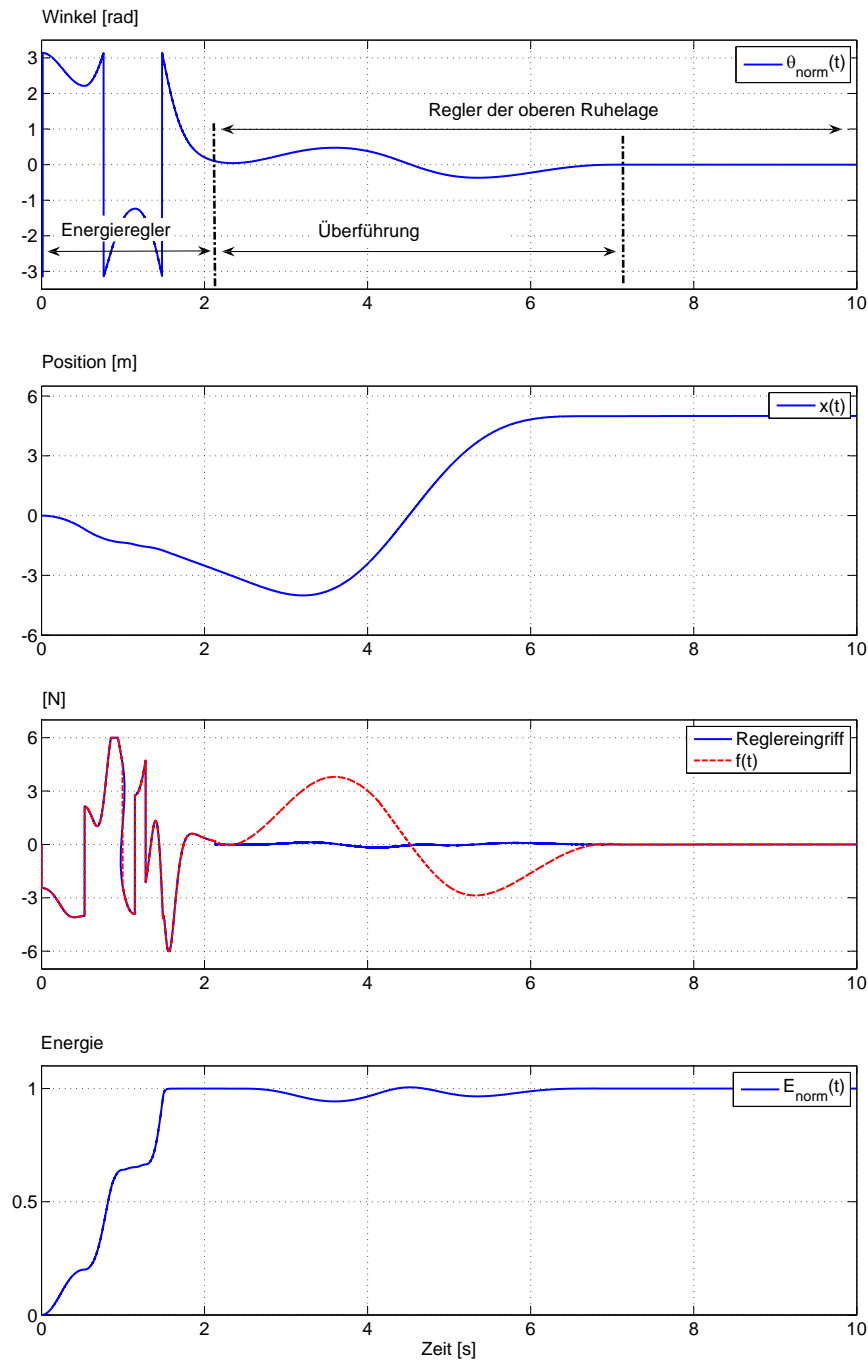 Winkel [rad]
3
2
1
0
-1
-2
-3
θnorm(t)
Regler der oberen Ruhelage
Energieregler
Überführung
0 2 4 6 8 10
Position [m]
6
3
0
-3
-6
x(t)
0 2 4 6 8 10
[N]
6
3
0
-3
-6
Reglereingriff
f(t)
0 2 4 6 8 10
Energie
1
0.5
0
Enorm(t)
0 2 4 6 8 10
Zeit [s]